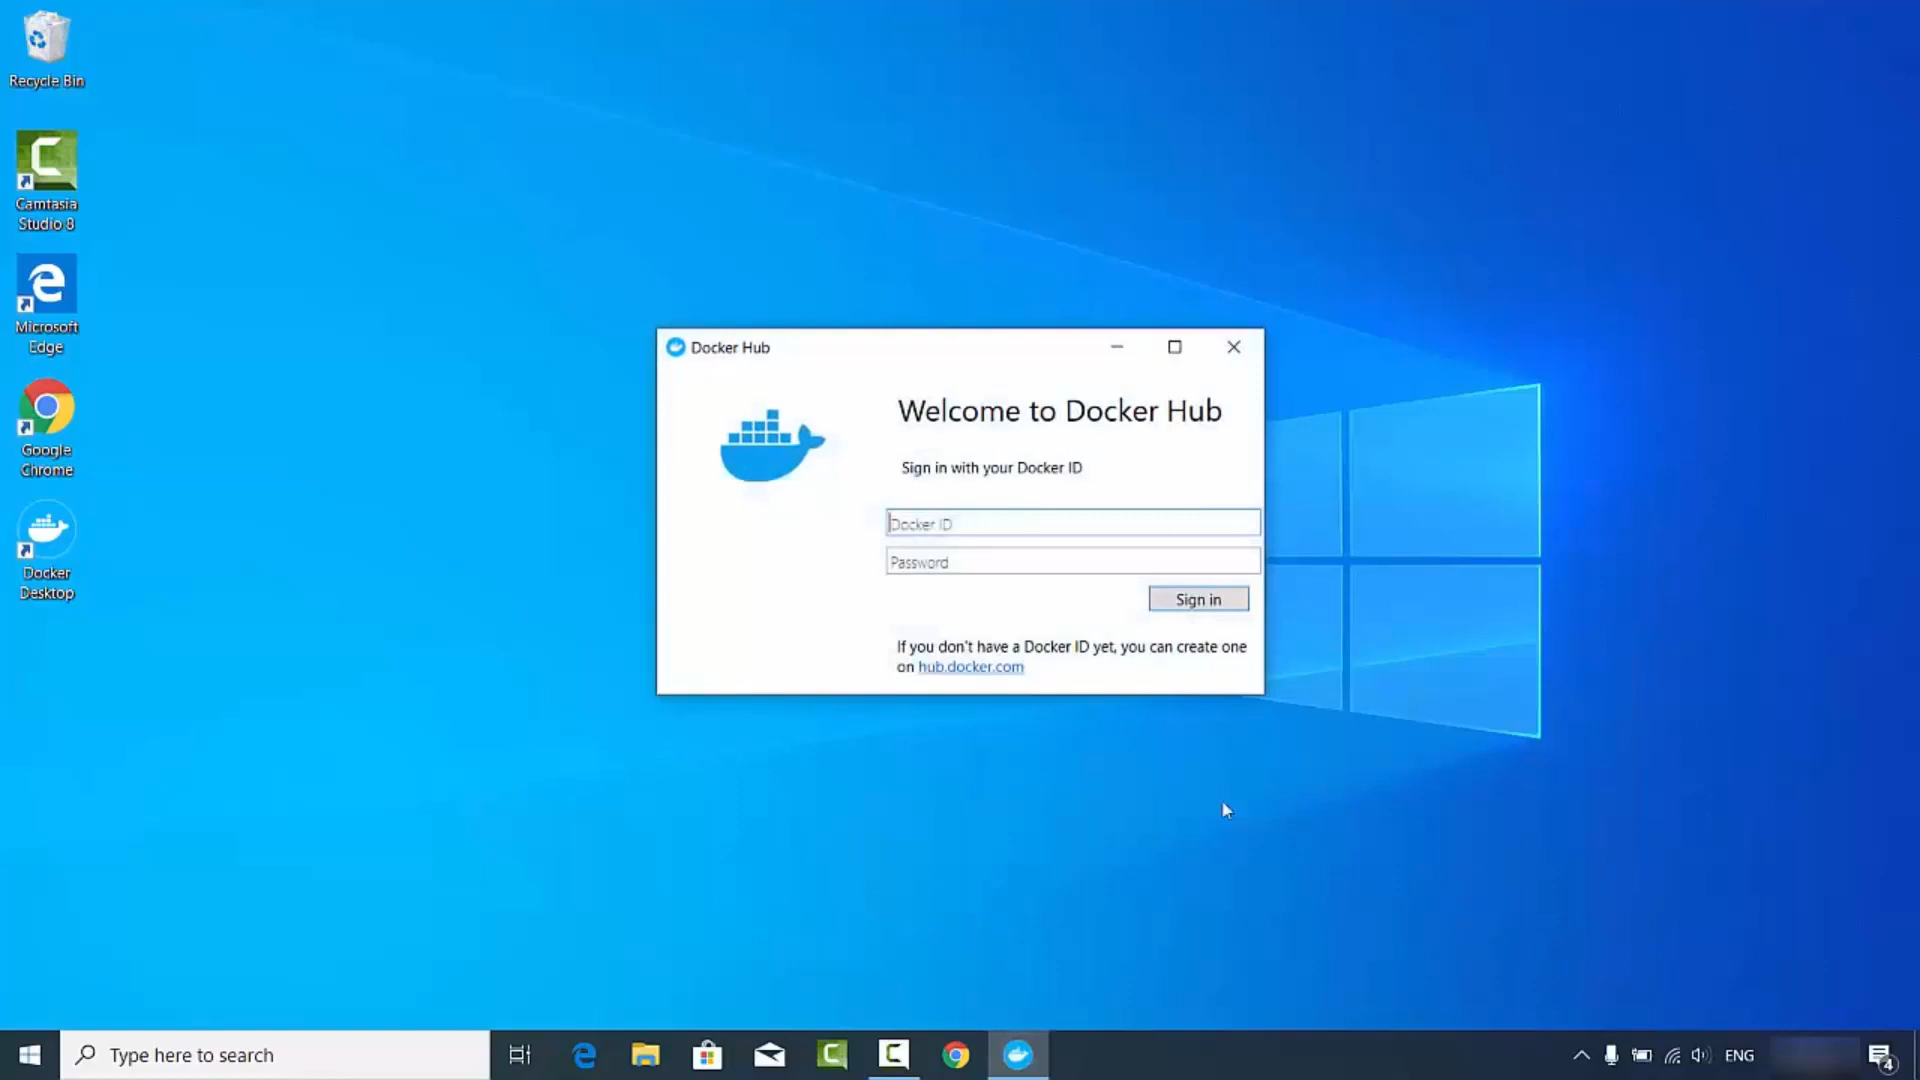 Recycle Bin
Camtasia
Studio 8
Microsoft
Edge
Google
Chrome
Docker
Desktop
Docker Hub
Welcome to Docker Hub
Sign in with your Docker ID
Docker ID
Password
Sign in
If you don't have a Docker ID yet, you can create one
on hub.docker.com
Type here to search
ENG
4